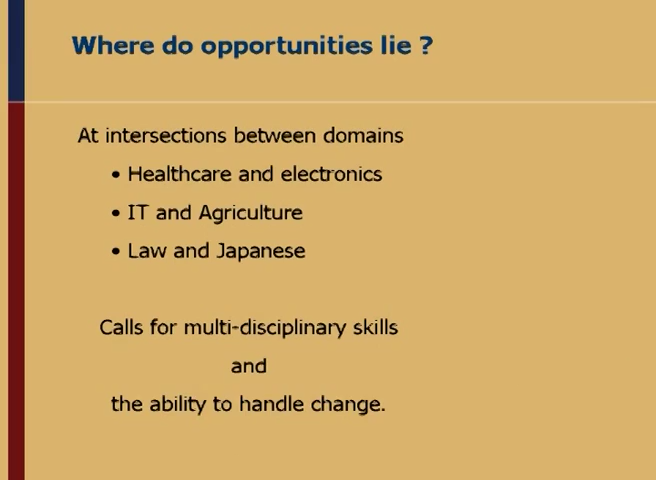 Where do opportunities lie ?
At intersections between domains
• Healthcare and electronics
• IT and Agriculture
• Law and Japanese
Calls for multi-disciplinary skills
and
the ability to handle change.